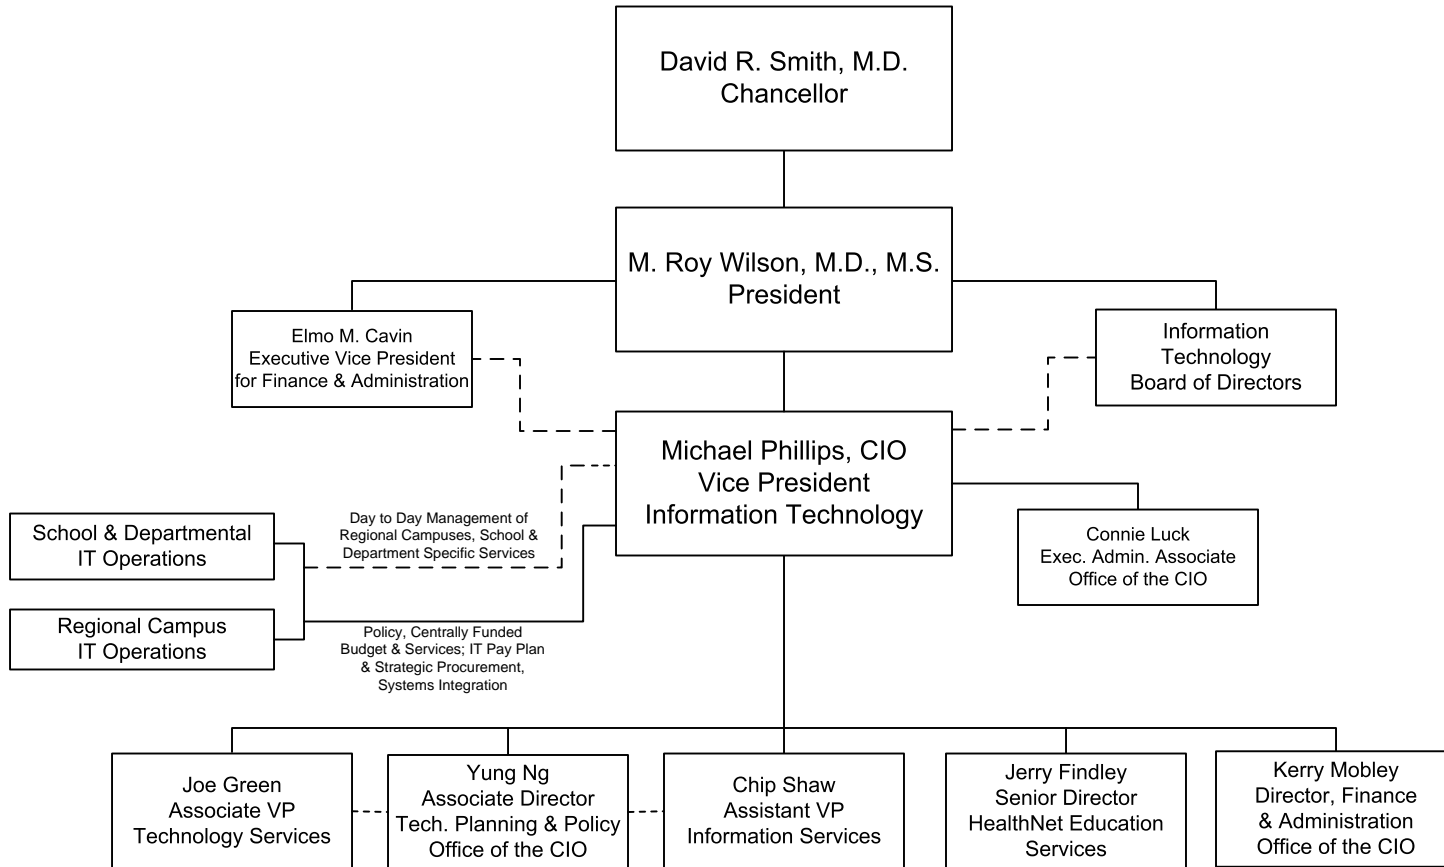 David R. Smith, M.D.
Chancellor
M. Roy Wilson, M.D., M.S.
President
Elmo M. Cavin
Executive Vice President
for Finance & Administration
Information
Technology
Board of Directors
Michael Phillips, CIO
Vice President
Information Technology
School & Departmental
IT Operations
Day to Day Management of
Regional Campuses, School &
Department Specific Services
Connie Luck
Exec. Admin. Associate
Office of the CIO
Regional Campus
IT Operations
Policy, Centrally Funded
Budget & Services; IT Pay Plan
& Strategic Procurement,
Systems Integration
Joe Green
Associate VP
Technology Services
Yung Ng
Associate Director
Tech. Planning & Policy
Office of the CIO
Chip Shaw
Assistant VP
Information Services
Jerry Findley
Senior Director
HealthNet Education
Services
Kerry Mobley
Director, Finance
& Administration
Office of the CIO